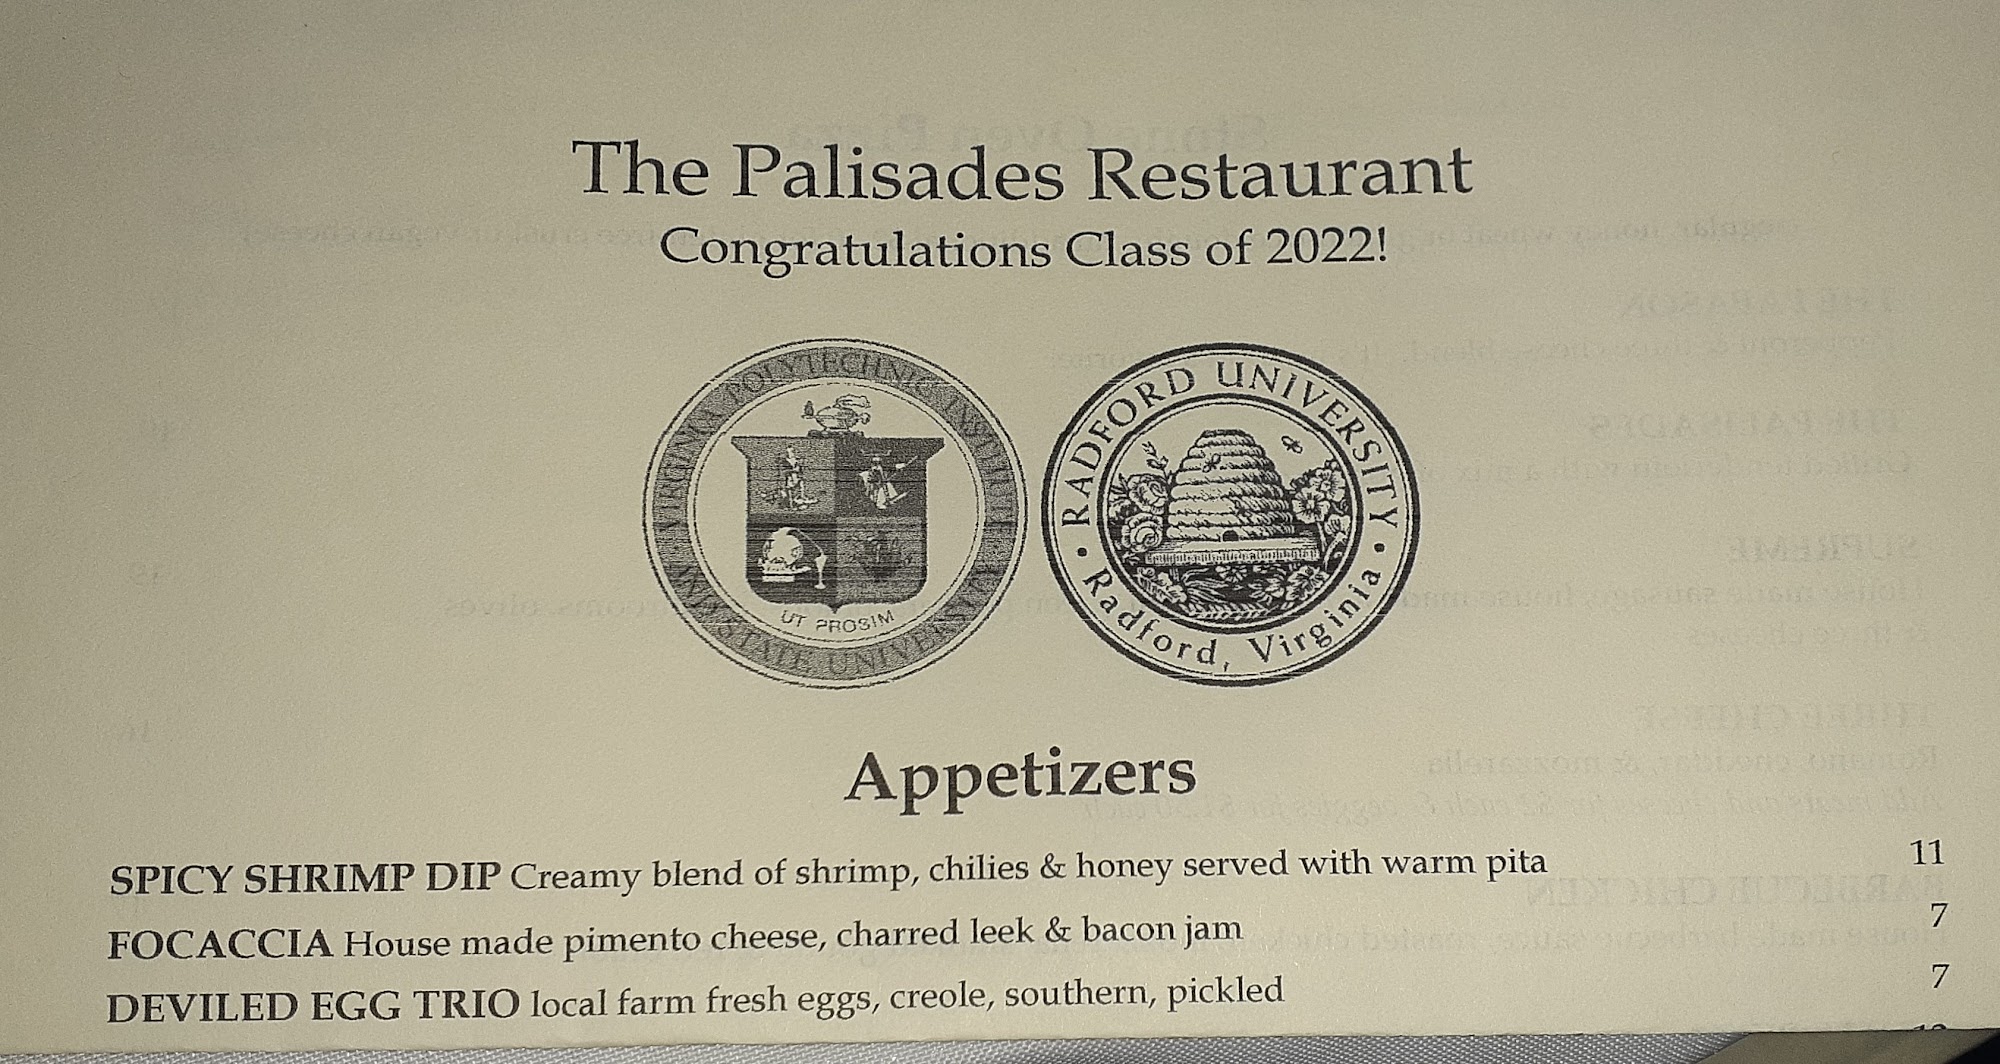 The Palisades Restaurant
Congratulations Class of 2022!
VIRGINIA POLYTECHNIC INSTITUTE
AND STATE UNIVERSITY
UT PROSIM
RADFORD UNIVERSITY
Radford, Virginia
Appetizers
SPICY SHRIMP DIP Creamy blend of shrimp, chilies & honey served with warm pita 11
FOCACCIA House made pimento cheese, charred leek & bacon jam 7
DEVILED EGG TRIO local farm fresh eggs, creole, southern, pickled 7